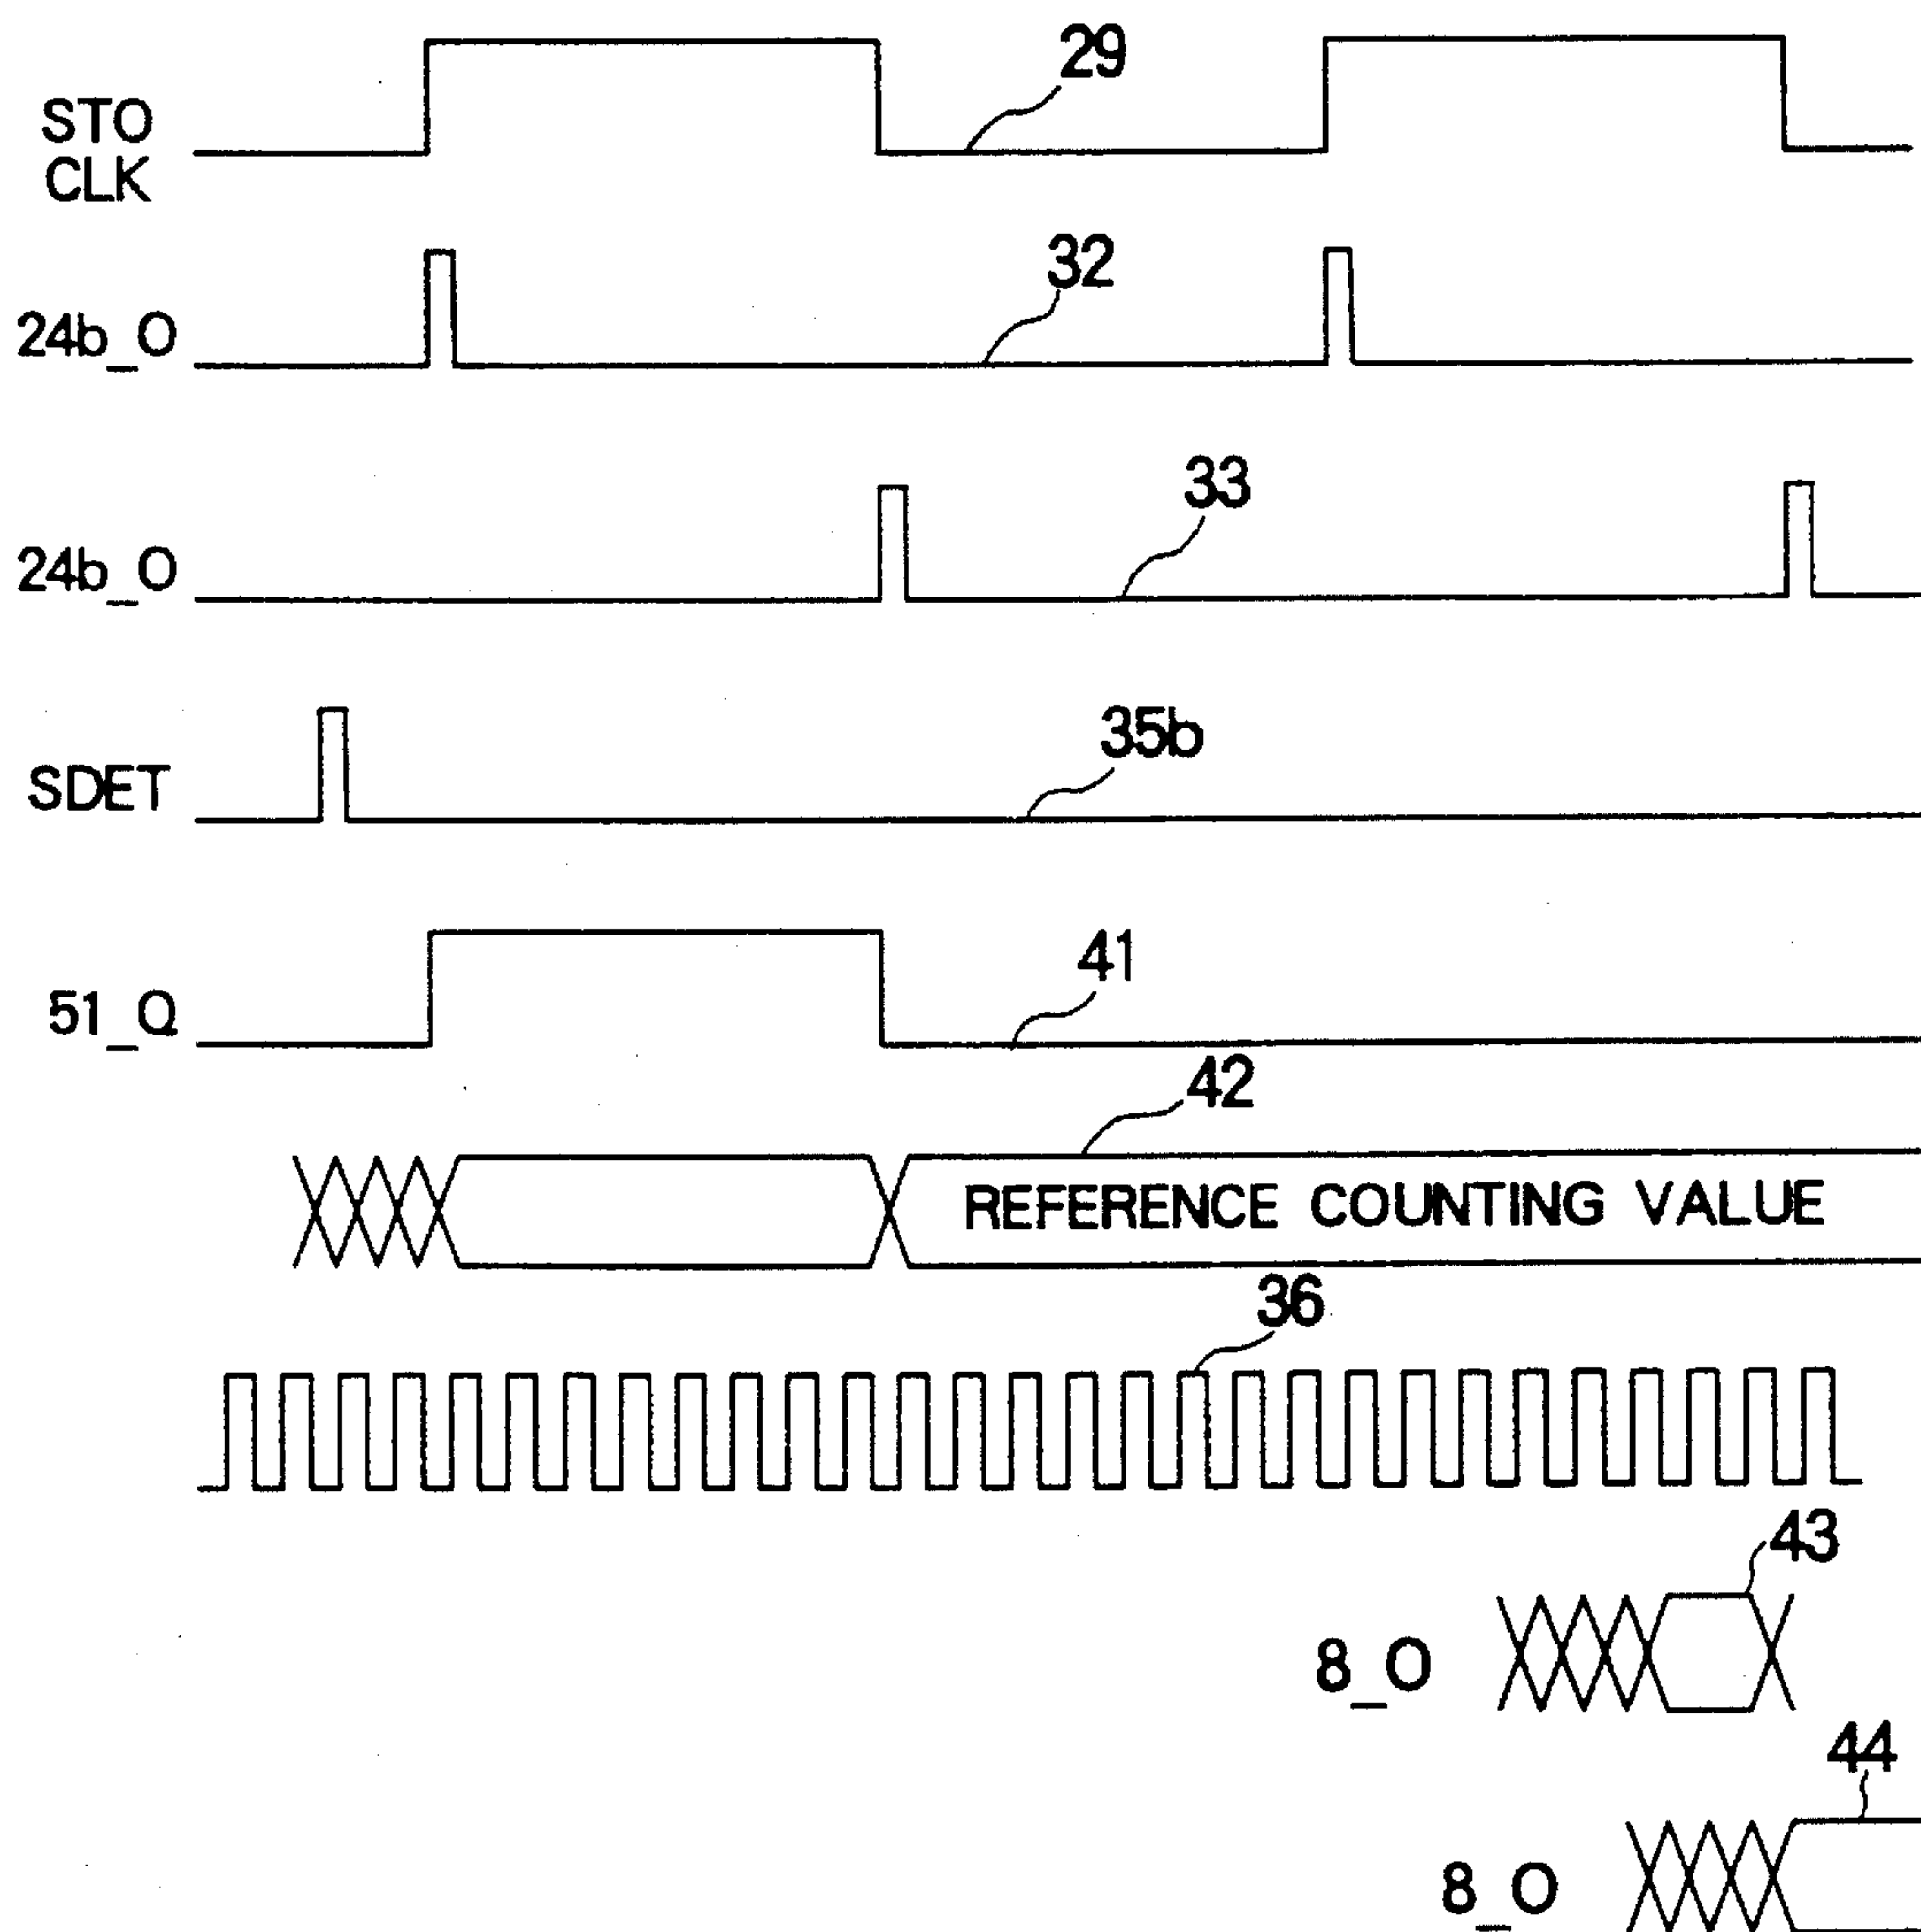 29
STO
CLK
32
24b_O
33
24b_O
35b
SDET
41
51_Q
42
REFERENCE COUNTING VALUE
36
43
8_O
44
8_O